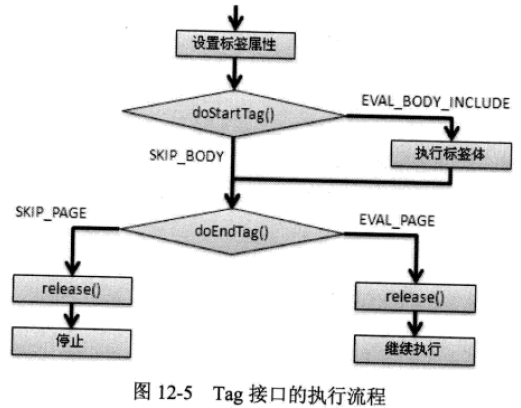 设置标签属性
doStartTag()
EVAL_BODY_INCLUDE
执行标签体
SKIP_BODY
SKIP_PAGE
doEndTag()
EVAL_PAGE
release()
release()
停止
继续执行
图 12-5 Tag 接口的执行流程